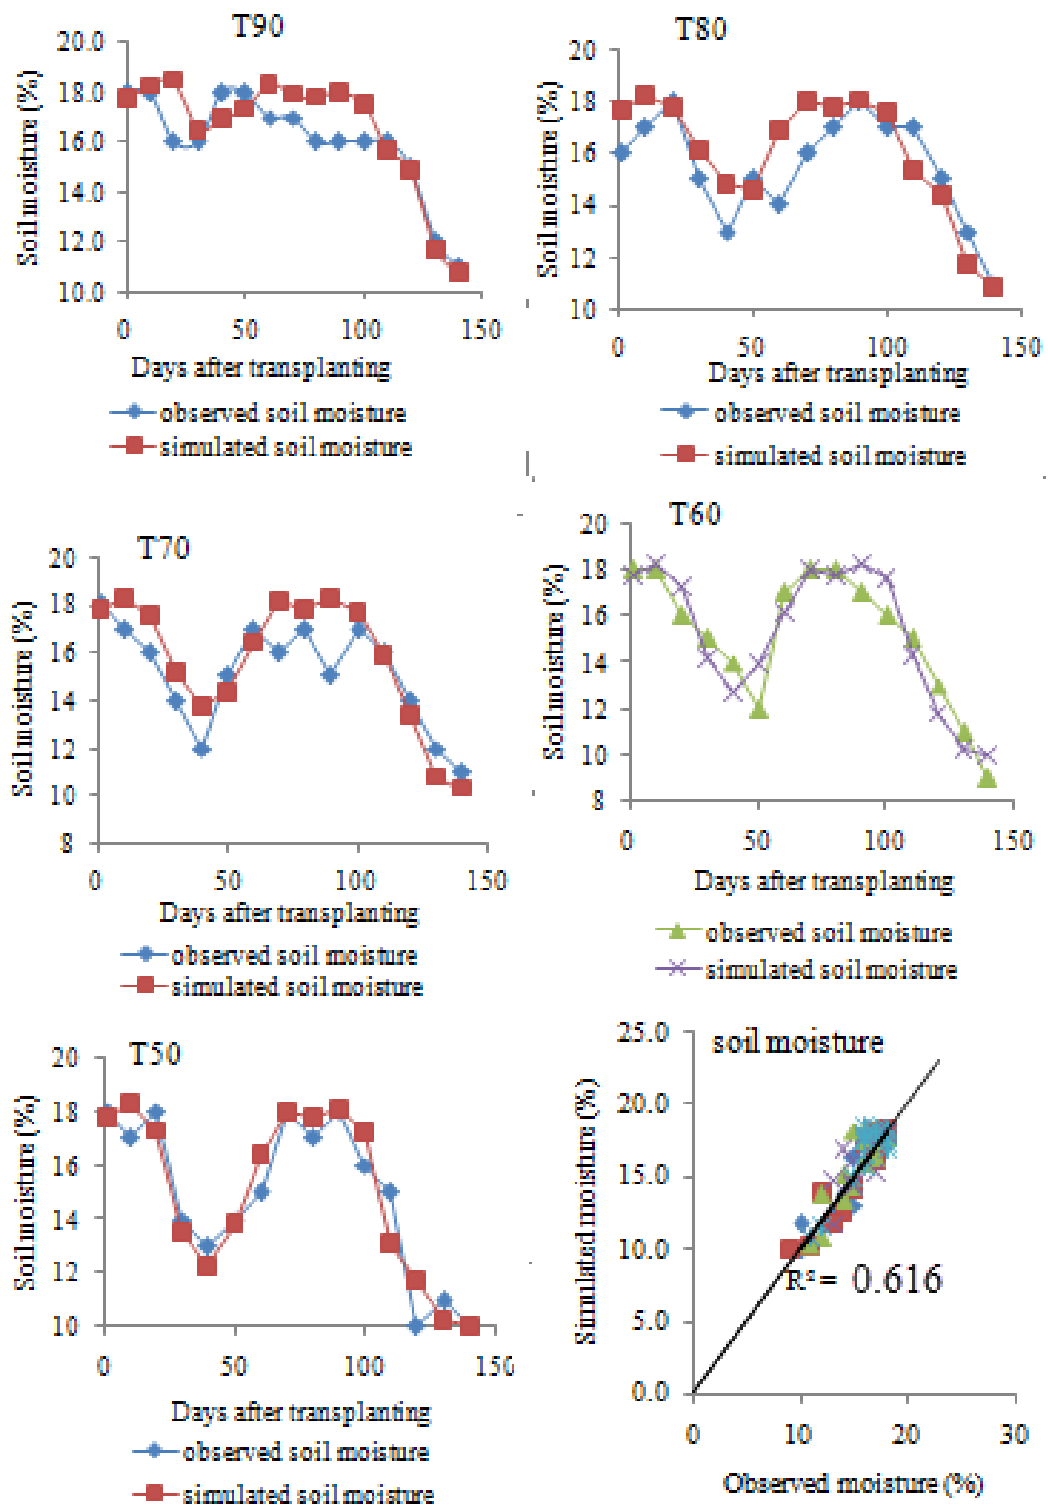 T90
20.0
18.0
16.0
14.0
12.0
10.0
Soil moisture (%)
0 50 100 150
Days after transplanting
observed soil moisture
simulated soil moisture
T80
20
18
16
14
12
10
Soil moisture (%)
0 50 100 150
Days after transplanting
observed soil moisture
simulated soil moisture
T70
20
18
16
14
12
10
8
Soil moisture (%)
0 50 100 150
Days after transplanting
observed soil moisture
simulated soil moisture
T60
20
18
16
14
12
10
8
Soil moisture (%)
0 50 100 150
Days after transplanting
observed soil moisture
simulated soil moisture
T50
20
18
16
14
12
10
Soil moisture (%)
0 50 100 150
Days after transplanting
observed soil moisture
simulated soil moisture
soil moisture
25.0
20.0
15.0
10.0
5.0
0.0
Simulated moisture (%)
R² = 0.616
0 10 20 30
Observed moisture (%)